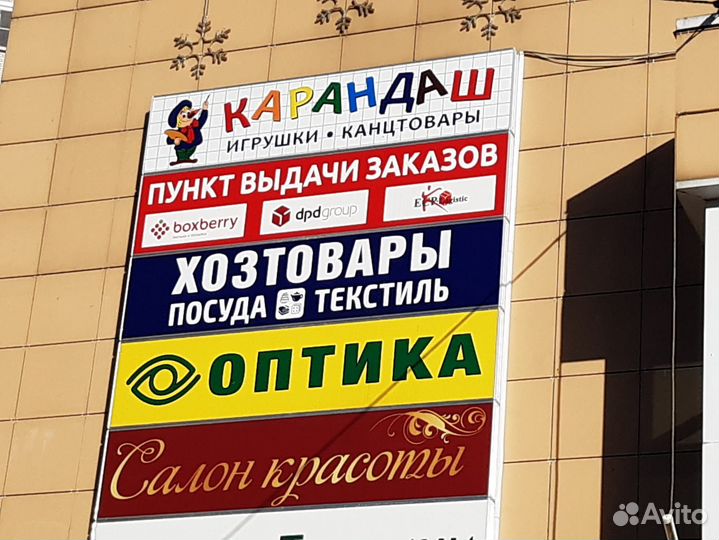 КАРАНДАШ
ИГРУШКИ • КАНЦТОВАРЫ
ПУНКТ ВЫДАЧИ ЗАКАЗОВ
boxberry dpdgroup
ХОЗТОВАРЫ
ПОСУДА ТЕКСТИЛЬ
ОПТИКА
Салон красоты
Avito